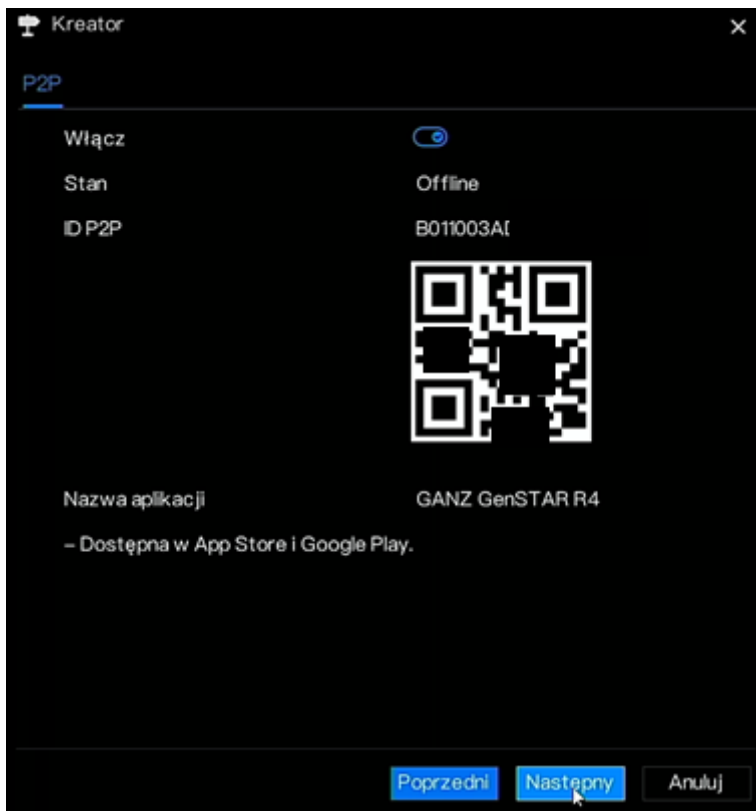 Kreator
P2P
Włącz
Stan Offline
ID P2P B011003A
Nazwa aplikacji GANZ GenSTAR R4
– Dostępna w App Store i Google Play.
Poprzedni Następny Anuluj